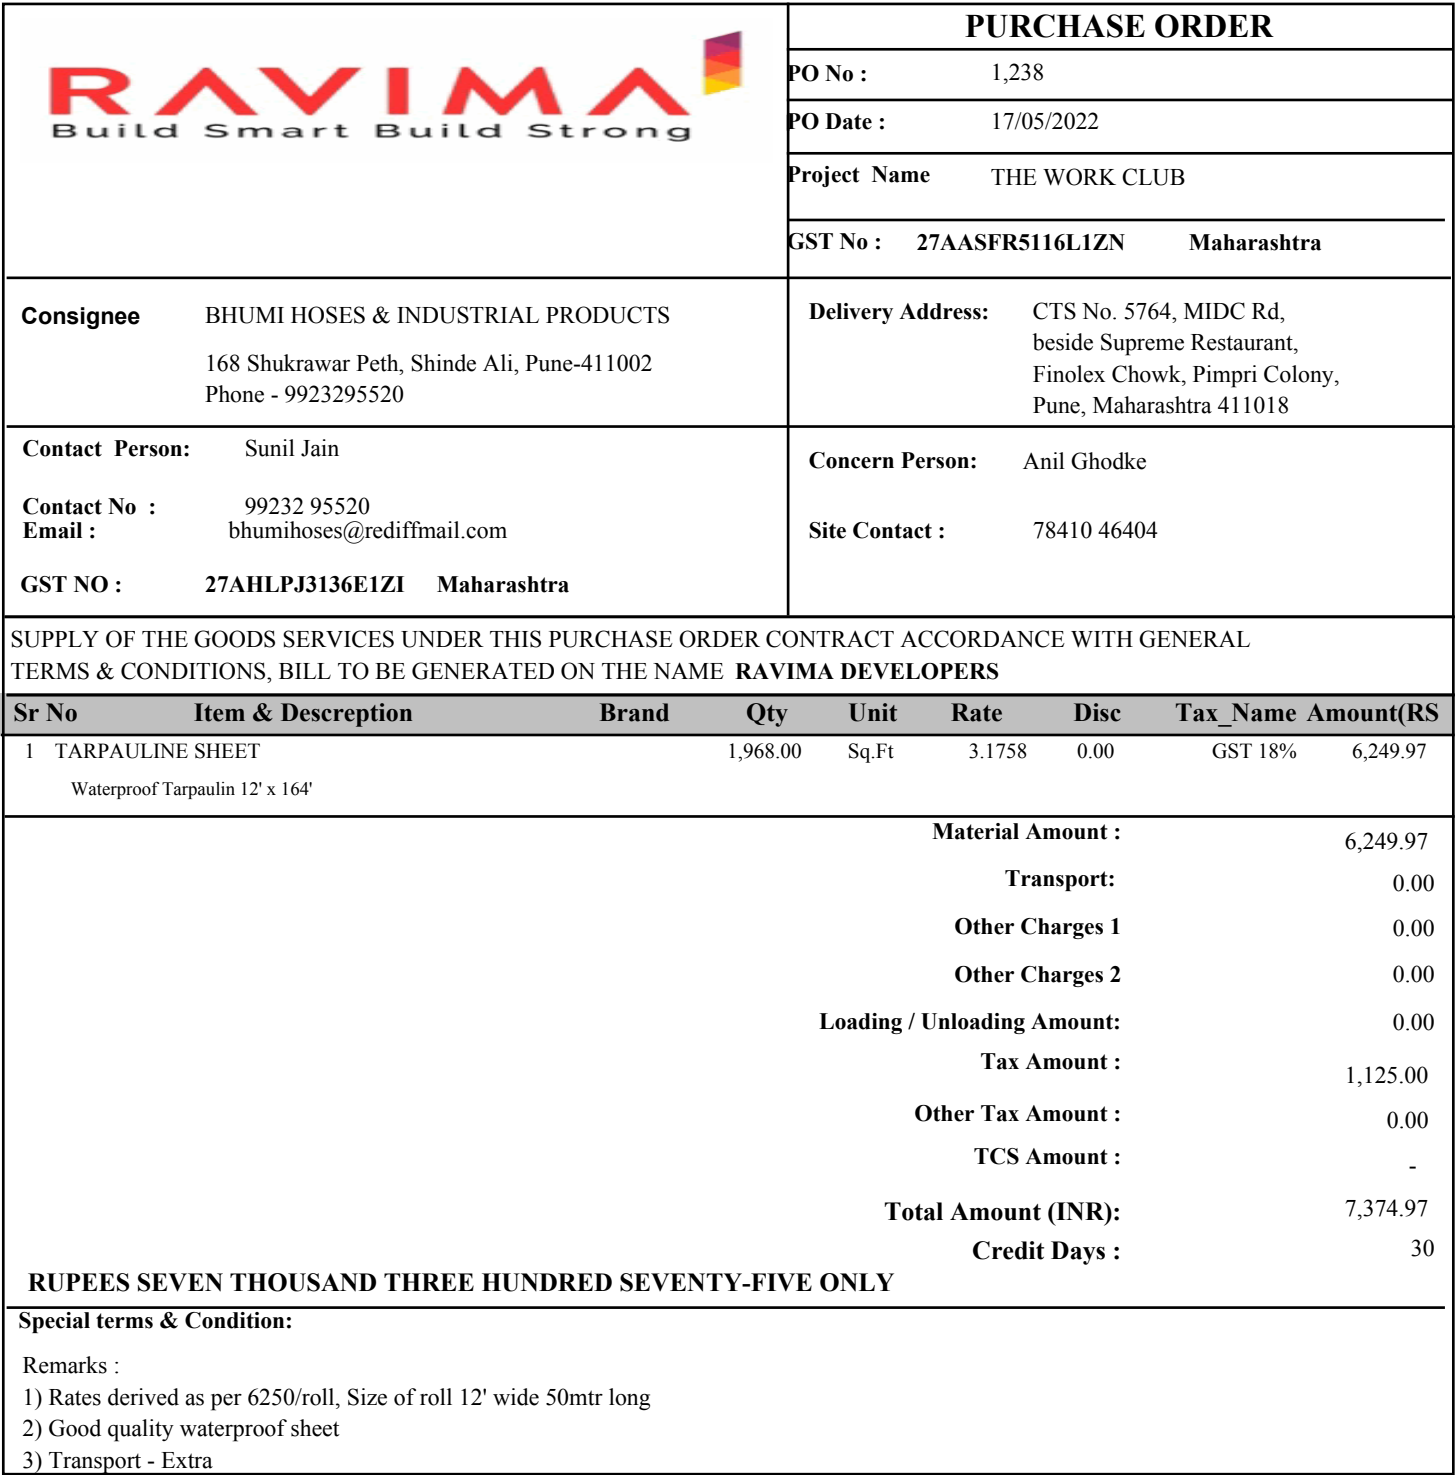 RAVIMA
Build Smart Build Strong
PURCHASE ORDER
PO No : 1,238
PO Date : 17/05/2022
Project Name THE WORK CLUB
GST No : 27AASFR5116L1ZN Maharashtra
Consignee BHUMI HOSES & INDUSTRIAL PRODUCTS
168 Shukrawar Peth, Shinde Ali, Pune-411002
Phone - 9923295520
Delivery Address: CTS No. 5764, MIDC Rd,
beside Supreme Restaurant,
Finolex Chowk, Pimpri Colony,
Pune, Maharashtra 411018
Contact Person: Sunil Jain
Contact No : 99232 95520
Email : bhumihoses@rediffmail.com
GST NO : 27AHLPJ3136E1ZI Maharashtra
Concern Person: Anil Ghodke
Site Contact : 78410 46404
SUPPLY OF THE GOODS SERVICES UNDER THIS PURCHASE ORDER CONTRACT ACCORDANCE WITH GENERAL
TERMS & CONDITIONS, BILL TO BE GENERATED ON THE NAME RAVIMA DEVELOPERS
Sr No Item & Descreption Brand Qty Unit Rate Disc Tax_Name Amount(RS
1 TARPAULINE SHEET 1,968.00 Sq.Ft 3.1758 0.00 GST 18% 6,249.97
Waterproof Tarpaulin 12' x 164'
Material Amount : 6,249.97
Transport: 0.00
Other Charges 1 0.00
Other Charges 2 0.00
Loading / Unloading Amount: 0.00
Tax Amount : 1,125.00
Other Tax Amount : 0.00
TCS Amount : -
Total Amount (INR): 7,374.97
Credit Days : 30
RUPEES SEVEN THOUSAND THREE HUNDRED SEVENTY-FIVE ONLY
Special terms & Condition:
Remarks :
1) Rates derived as per 6250/roll, Size of roll 12' wide 50mtr long
2) Good quality waterproof sheet
3) Transport - Extra